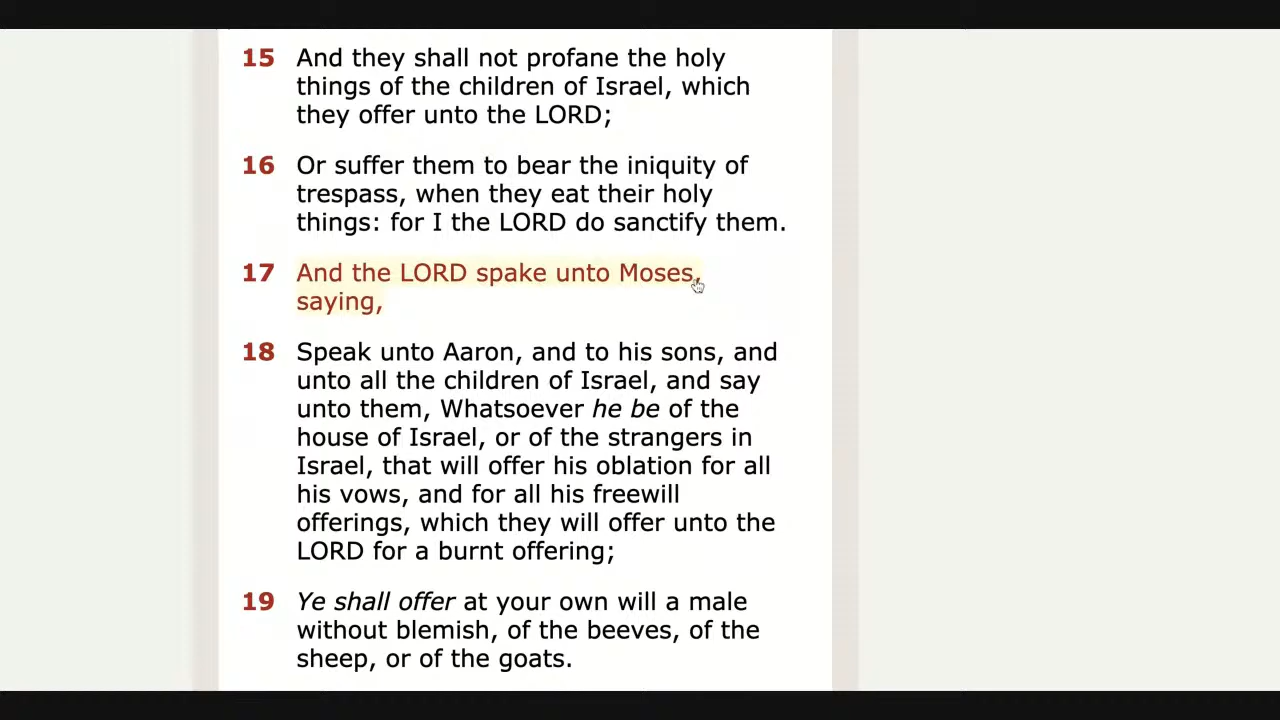 15 And they shall not profane the holy
things of the children of Israel, which
they offer unto the LORD;
16 Or suffer them to bear the iniquity of
trespass, when they eat their holy
things: for I the LORD do sanctify them.
17 And the LORD spake unto Moses,
saying,
18 Speak unto Aaron, and to his sons, and
unto all the children of Israel, and say
unto them, Whatsoever he be of the
house of Israel, or of the strangers in
Israel, that will offer his oblation for all
his vows, and for all his freewill
offerings, which they will offer unto the
LORD for a burnt offering;
19 Ye shall offer at your own will a male
without blemish, of the beeves, of the
sheep, or of the goats.